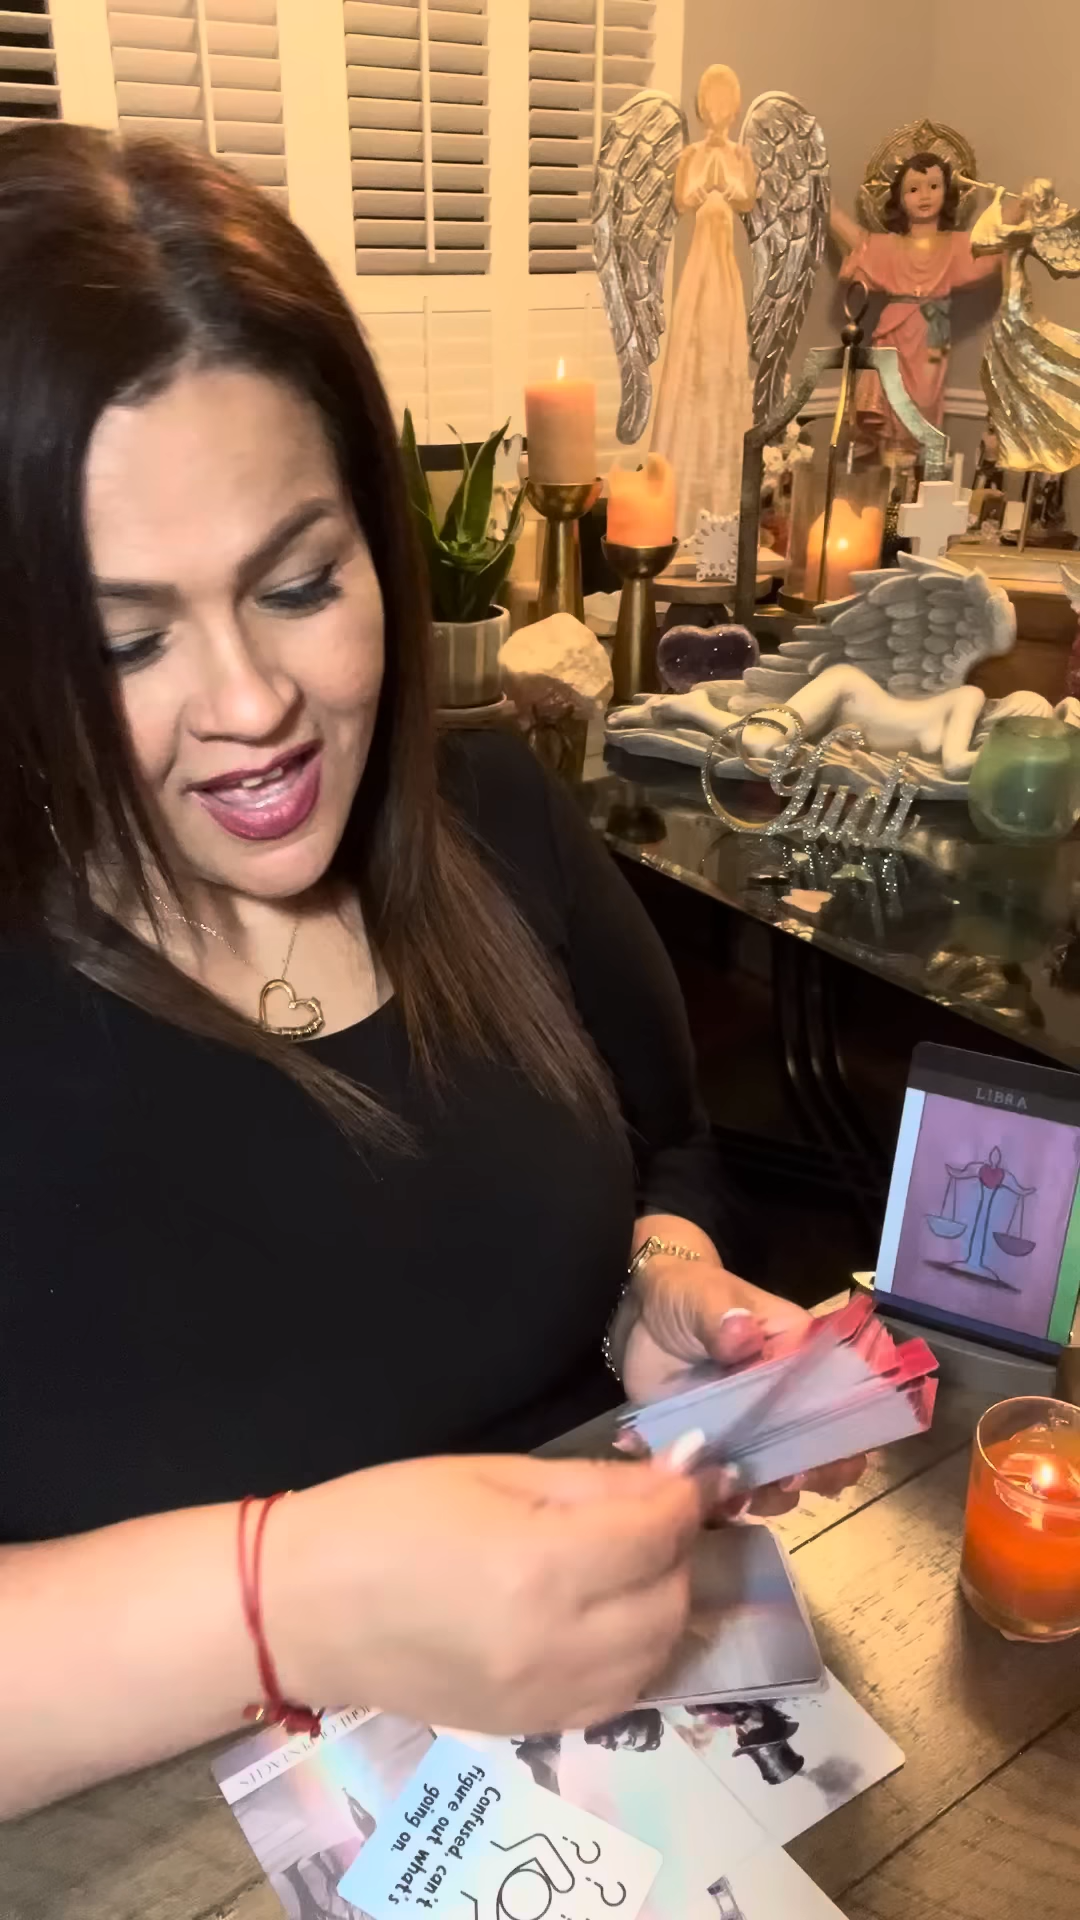 Yudi
LIBRA
Confused, can't
figure out what's
going on.